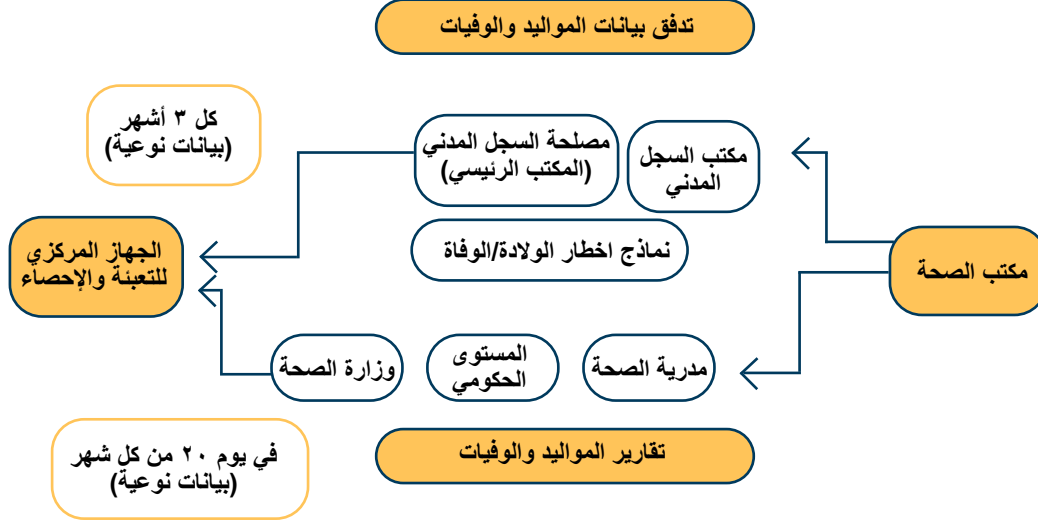 تدفق بيانات المواليد والوفيات
كل ٣ أشهر
(بيانات نوعية)
مصلحة السجل المدني
(المكتب الرئيسي)
مكتب السجل
المدني
نماذج اخطار الولادة/الوفاة
الجهاز المركزي
للتعبئة والإحصاء
مكتب الصحة
مدرية الصحة
المستوى
الحكومي
وزارة الصحة
تقارير المواليد والوفيات
في يوم ٢٠ من كل شهر
(بيانات نوعية)